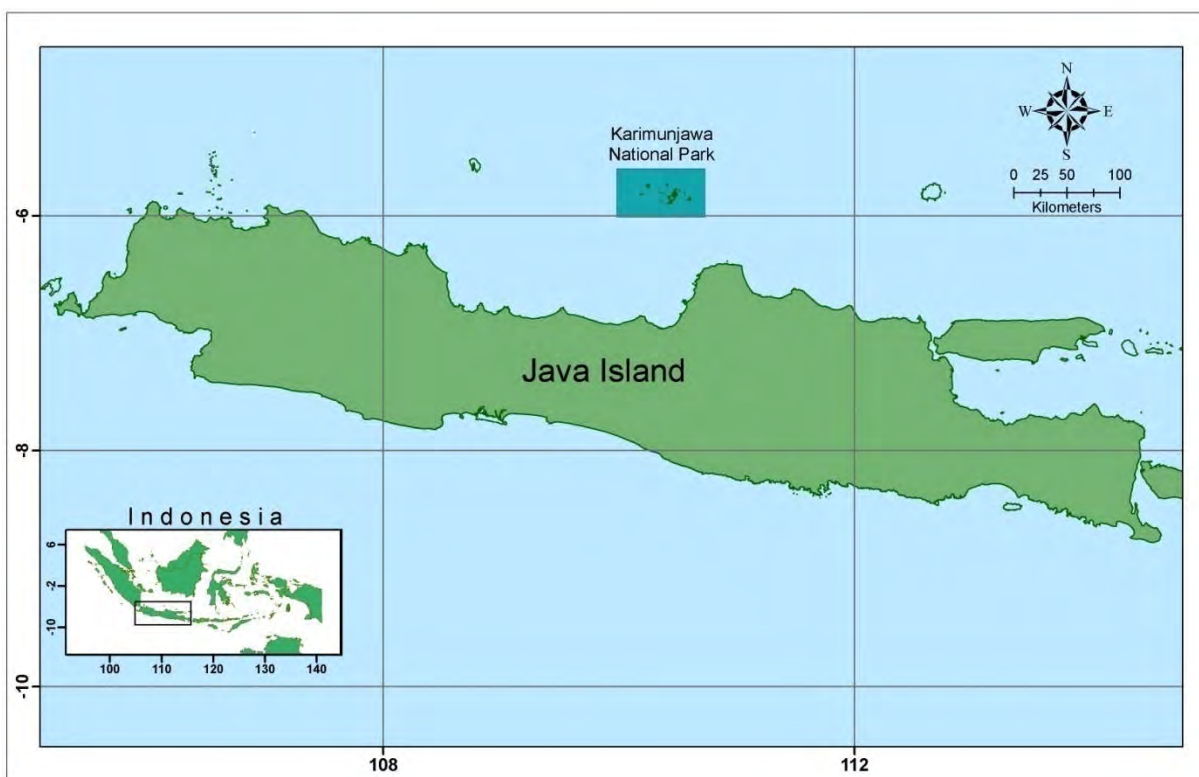 Karimunjawa
National Park
N
W E
S
0 25 50 100
Kilometers
-6
Java Island
-8
Indonesia
6
-2
-10
100 110 120 130 140
-10
108 112